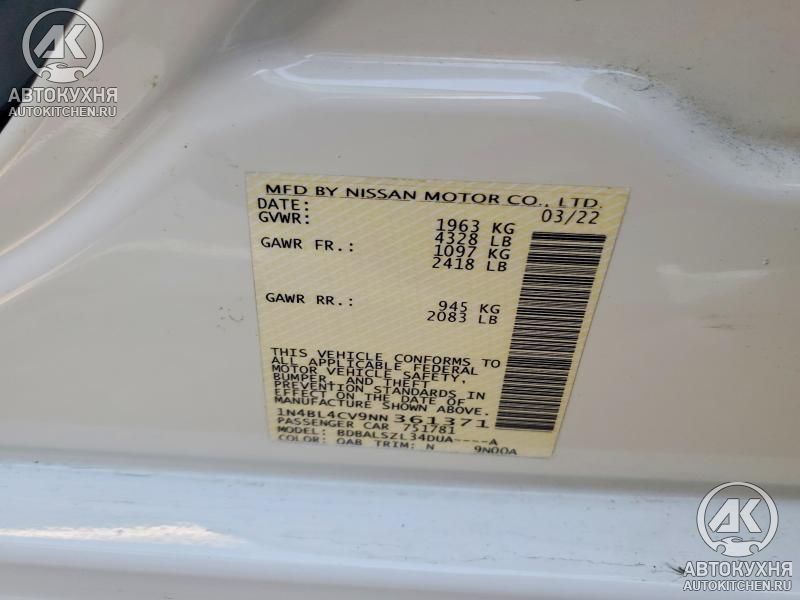 АК
АВТОКУХНЯ
AUTOKITCHEN.RU
MFD BY NISSAN MOTOR CO., LTD.
DATE: 03/22
GVWR: 1963 KG
4328 LB
GAWR FR.: 1097 KG
2418 LB
GAWR RR.: 945 KG
2083 LB
THIS VEHICLE CONFORMS TO
ALL APPLICABLE FEDERAL
MOTOR VEHICLE SAFETY,
BUMPER, AND THEFT
PREVENTION STANDARDS IN
EFFECT ON THE DATE OF
MANUFACTURE SHOWN ABOVE.
1N4BL4CV9NN361371
PASSENGER CAR 751781
MODEL: BDBALSZL34DUA----A
COLOR: QAB TRIM: N 9N00A
АК
АВТОКУХНЯ
AUTOKITCHEN.RU